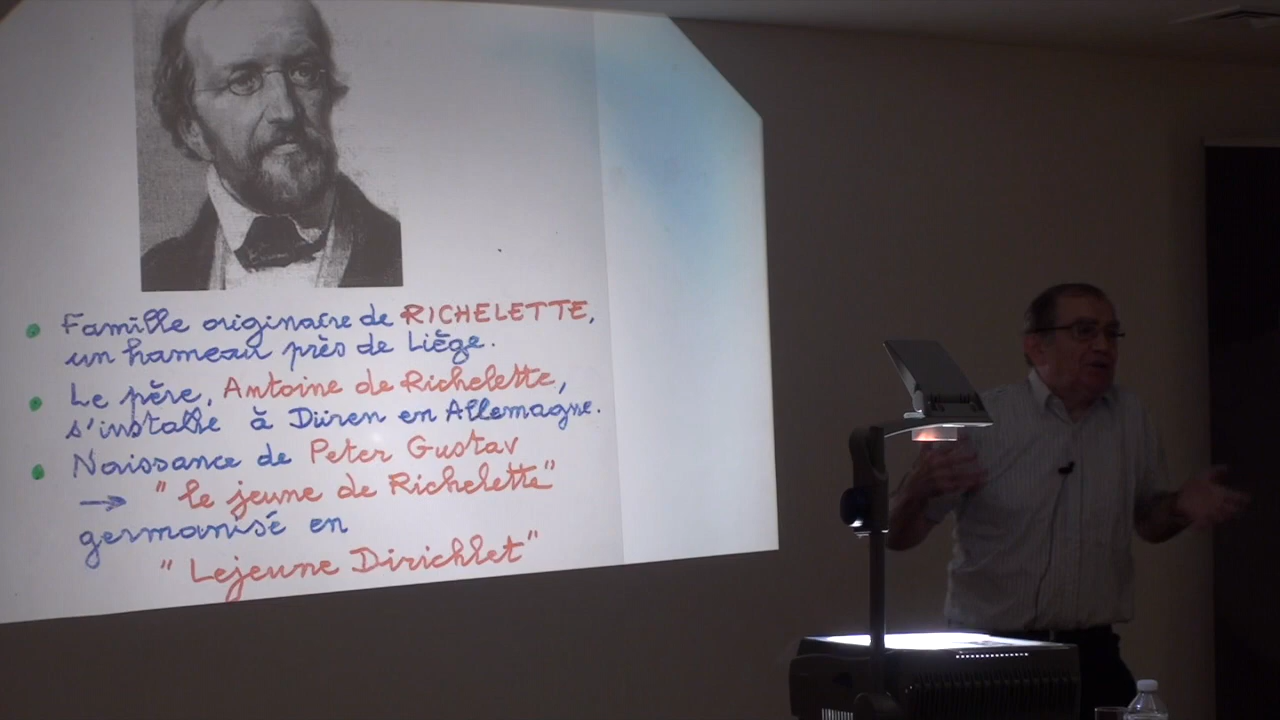 Famille originaire de RICHELETTE,
un hameau près de Liège.
Le père, Antoine de Richelette,
s'installe à Düren en Allemagne.
Naissance de Peter Gustav
→ "le jeune de Richelette"
germanisé en
"Lejeune Dirichlet"